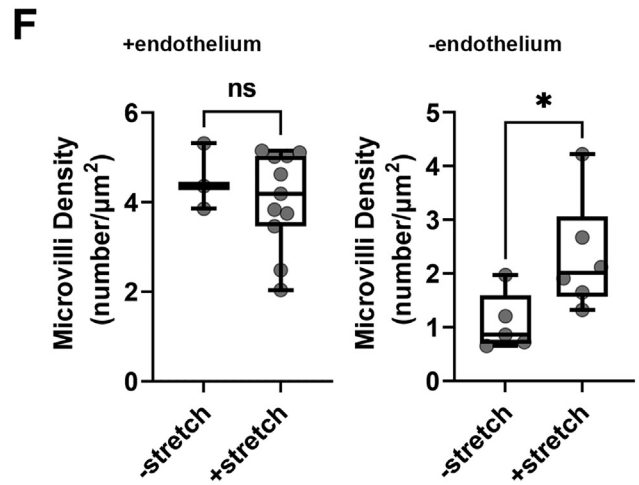 F
+endothelium
-endothelium
ns
*
Microvilli Density
(number/µm²)
6
4
2
0
-stretch
+stretch
Microvilli Density
(number/µm²)
5
4
3
2
1
0
-stretch
+stretch